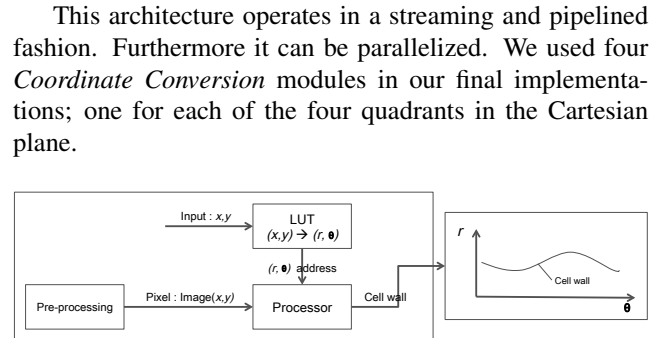 This architecture operates in a streaming and pipelined
fashion. Furthermore it can be parallelized. We used four
Coordinate Conversion modules in our final implementa-
tions; one for each of the four quadrants in the Cartesian
plane.
Input : x,y
LUT
(x,y) → (r, θ)
(r, θ) address
Pre-processing
Pixel : Image(x,y)
Processor
Cell wall
r
Cell wall
θ